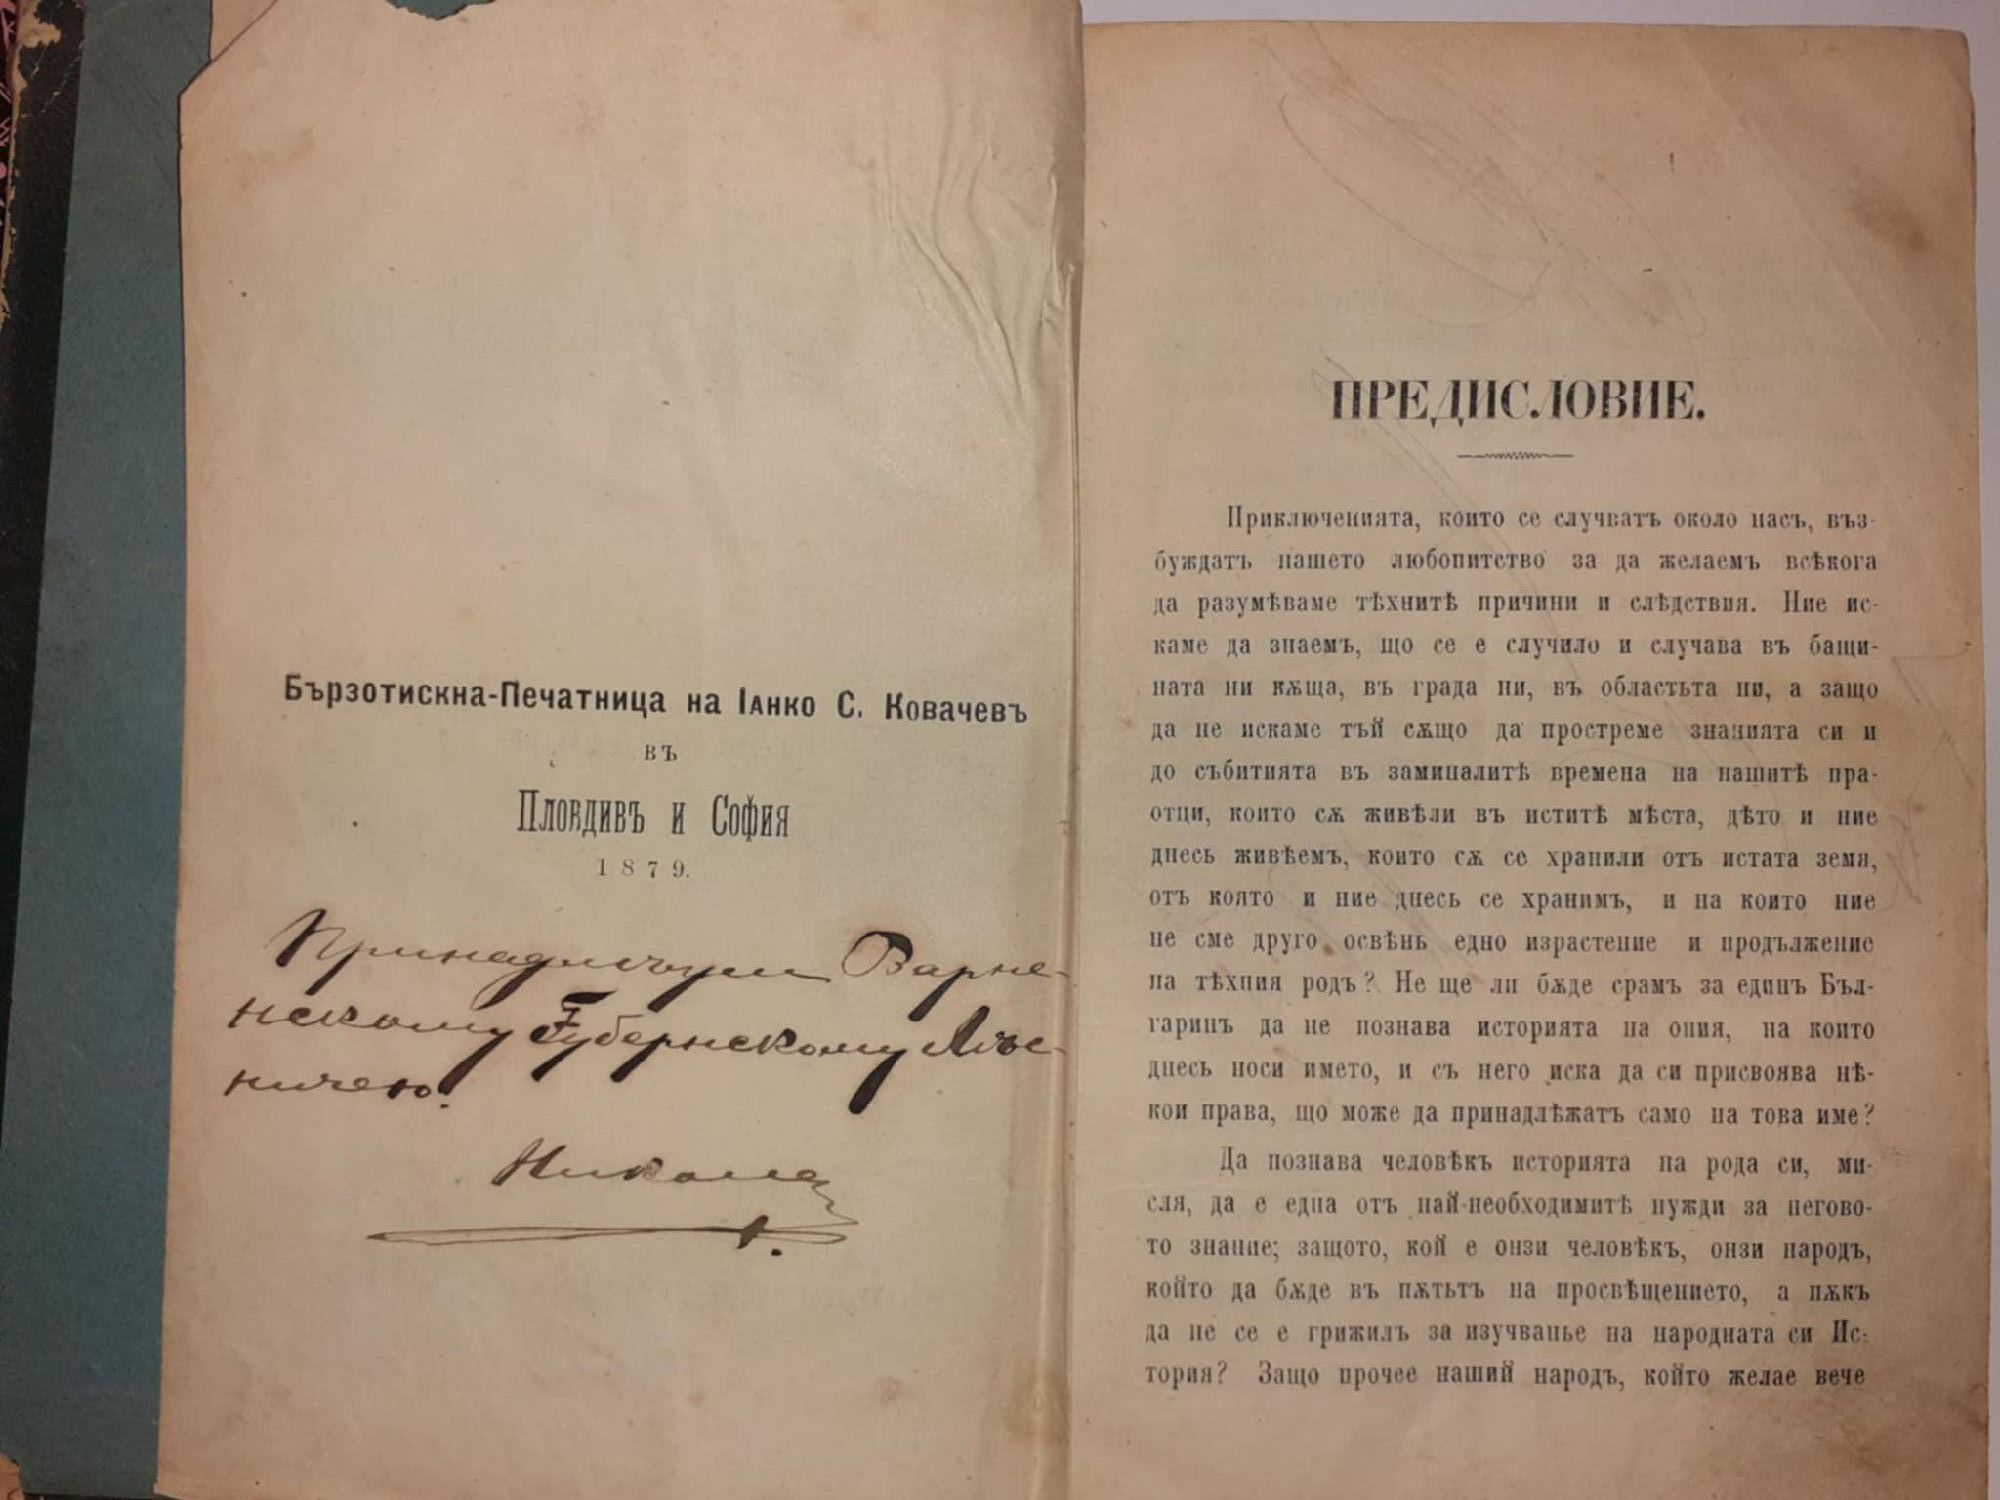 Бързотискна-Печатница на Іанко С. Ковачевъ
въ
Пловдивъ и София
1879.
Варне-
нскому Губернскому
ничею.
ПРЕДИСЛОВИЕ.
Приключенията, които се случватъ около насъ, въз-
буждатъ нашето любопитство за да желаемъ всѣкога
да разумѣваме тѣхнитѣ причини и слѣдствия. Ние ис-
каме да знаемъ, що се е случило и случава въ бащи-
ната ни кѫща, въ града ни, въ областьта ни, а защо
да не искаме тъй сѫщо да простреме знанията си и
до събитията въ заминалитѣ времена на нашитѣ пра-
отци, които сѫ живѣли въ иститѣ мѣста, дѣто и ние
днесь живѣемъ, които сѫ се хранили отъ истата земя,
отъ която и ние днесь се хранимъ, и на които ние
не сме друго освѣнь едно израстение и продължение
на тѣхния родъ? Не ще ли бѫде срамъ за единъ Бъл-
гаринъ да не познава историята на ония, на които
днесь носи името, и съ него иска да си присвоява нѣ-
кои права, що може да принадлѣжатъ само на това име?
Да познава человѣкъ историята на рода си, ми-
сля, да е една отъ най-необходимитѣ нужди за негово-
то знание; защото, кой е онзи человѣкъ, онзи народъ,
който да бѫде въ пѫтьтъ на просвѣщението, а пѫкъ
да не се е грижилъ за изучванье на народната си Ис-
тория? Защо прочее наший народъ, който желае вече